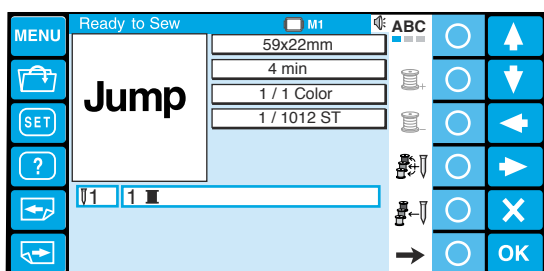 MENU
Ready to Sew
M1
ABC
59x22mm
4 min
1 / 1 Color
1 / 1012 ST
Jump
SET
?
1
1
OK